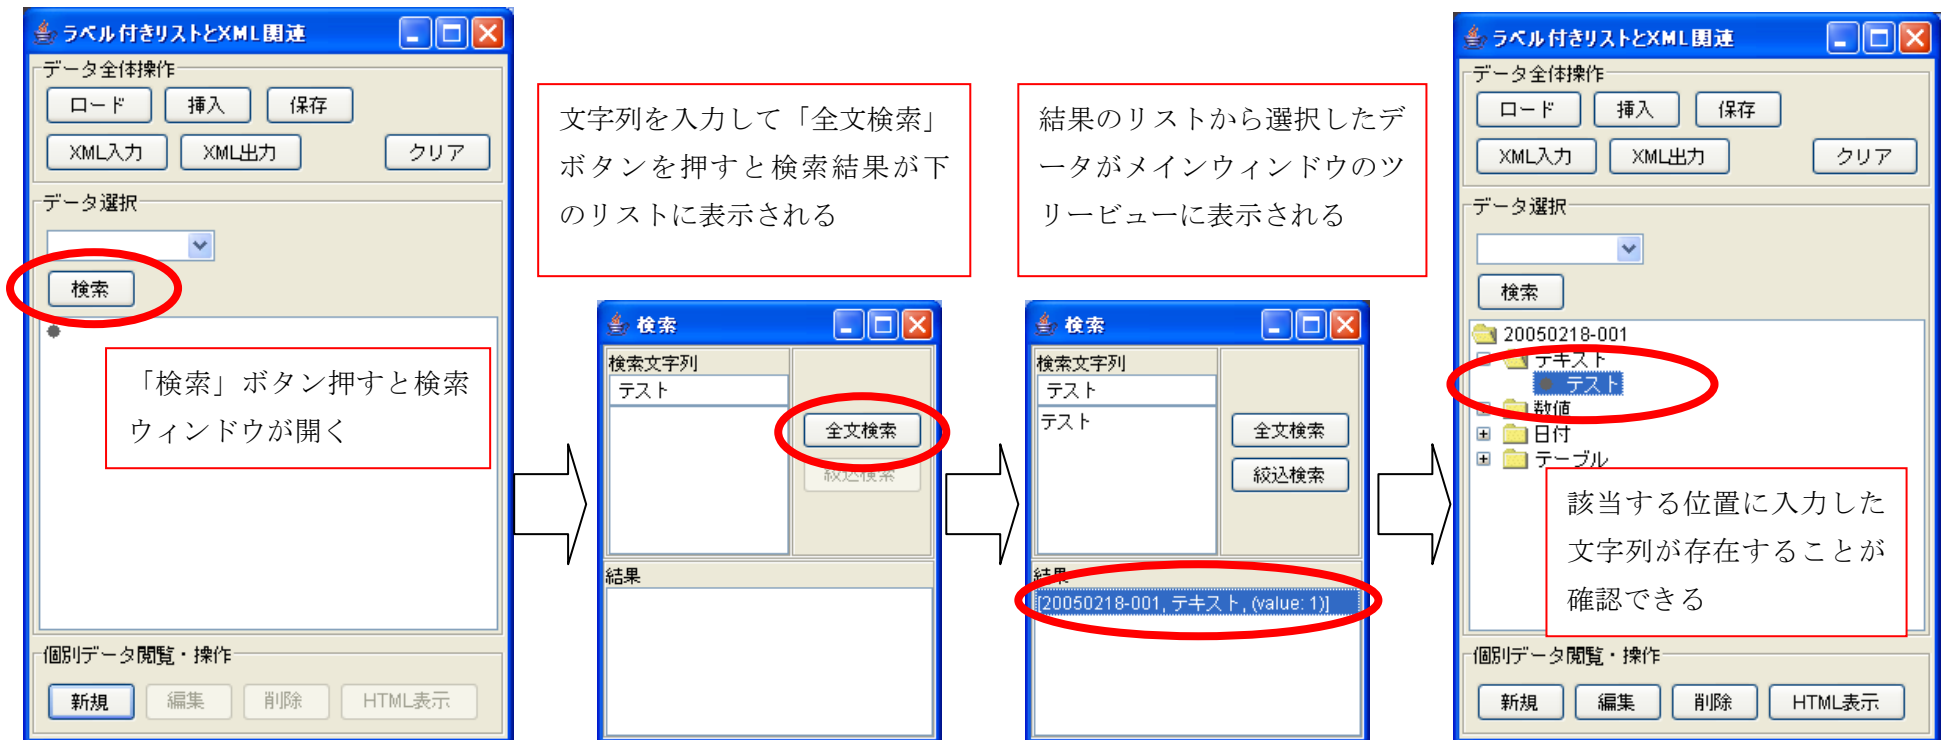 ラベル付きリストとXML関連
データ全体操作
ロード 挿入 保存
XML入力 XML出力 クリア
データ選択
検索
「検索」ボタン押すと検索
ウィンドウが開く
個別データ閲覧・操作
新規 編集 削除 HTML表示
文字列を入力して「全文検索」
ボタンを押すと検索結果が下
のリストに表示される
検索
検索文字列
テスト
全文検索
絞込検索
結果
結果のリストから選択したデ
ータがメインウィンドウのツ
リービューに表示される
検索
検索文字列
テスト
テスト
全文検索
絞込検索
結果
[20050218-001, テキスト, (value: 1)]
ラベル付きリストとXML関連
データ全体操作
ロード 挿入 保存
XML入力 XML出力 クリア
データ選択
検索
20050218-001
テキスト
テスト
数値
日付
テーブル
該当する位置に入力した
文字列が存在することが
確認できる
個別データ閲覧・操作
新規 編集 削除 HTML表示